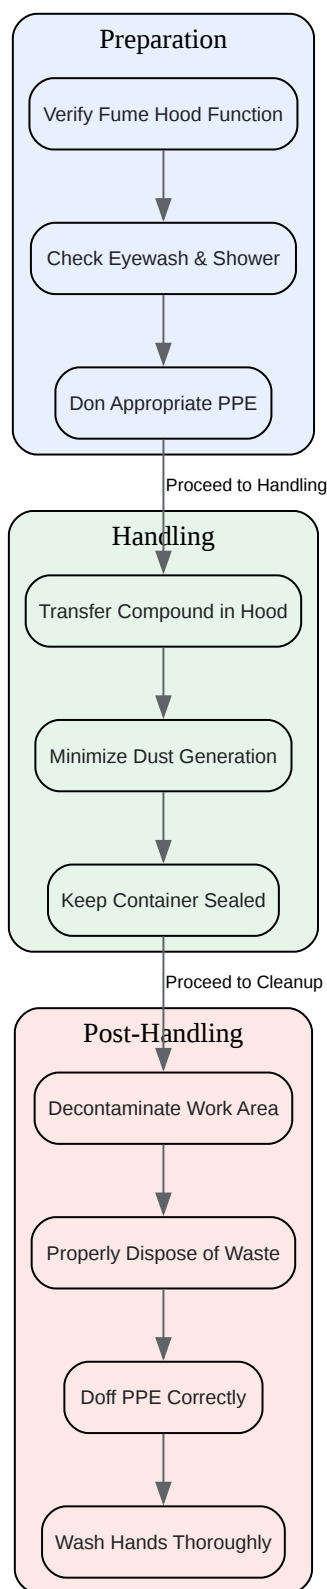 Preparation
Verify Fume Hood Function
Check Eyewash & Shower
Don Appropriate PPE
Proceed to Handling
Handling
Transfer Compound in Hood
Minimize Dust Generation
Keep Container Sealed
Proceed to Cleanup
Post-Handling
Decontaminate Work Area
Properly Dispose of Waste
Doff PPE Correctly
Wash Hands Thoroughly